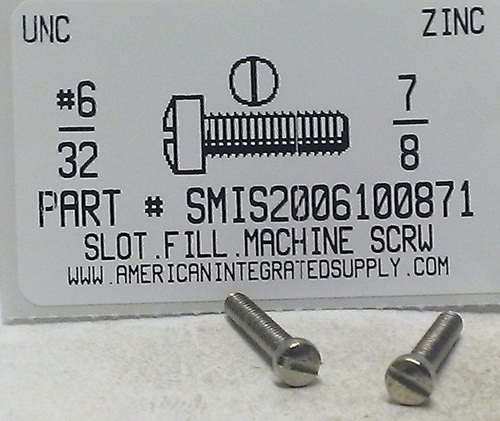 UNC ZINC
#6 7
32 8
PART # SMIS2006100871
SLOT.FILL.MACHINE SCRW
WWW.AMERICANINTEGRATEDSUPPLY.COM